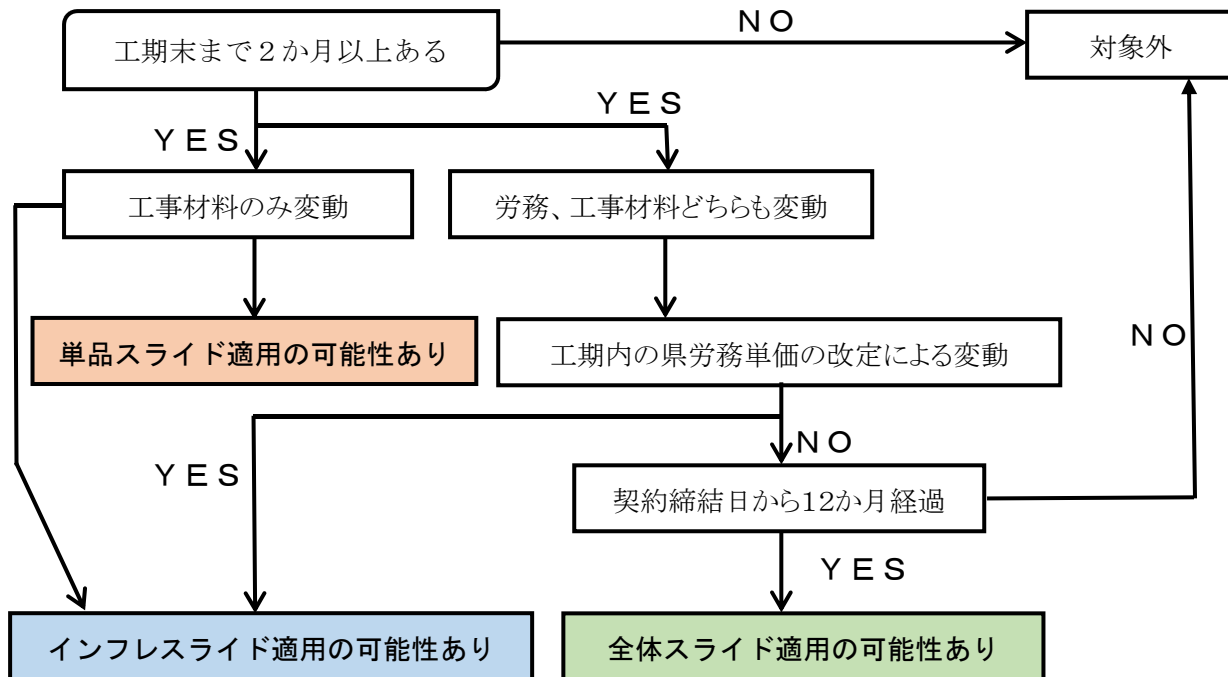 工期末まで２か月以上ある
ＮＯ
対象外
ＹＥＳ
ＹＥＳ
工事材料のみ変動
労務、工事材料どちらも変動
単品スライド適用の可能性あり
工期内の県労務単価の改定による変動
ＮＯ
ＹＥＳ
ＮＯ
契約締結日から12か月経過
ＹＥＳ
インフレスライド適用の可能性あり
全体スライド適用の可能性あり